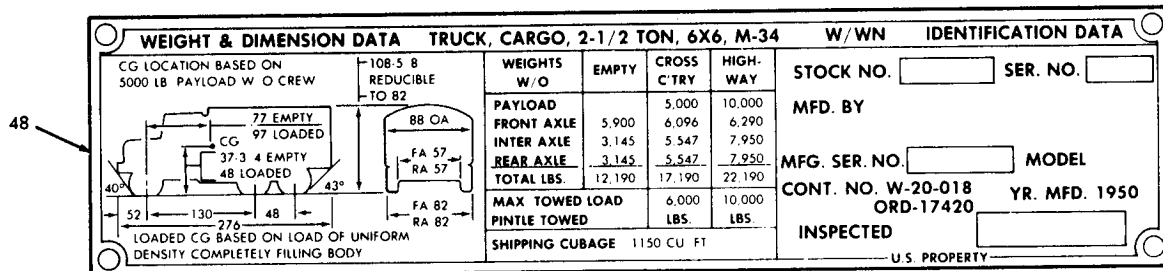 WEIGHT & DIMENSION DATA TRUCK, CARGO, 2-1/2 TON, 6X6, M-34 W/WN IDENTIFICATION DATA
CG LOCATION BASED ON
5000 LB PAYLOAD W O CREW
108-5 8
REDUCIBLE
TO 82
77 EMPTY
97 LOADED
CG
37-3 4 EMPTY
48 LOADED
40°
43°
52
130
48
276
88 OA
FA 57
RA 57
FA 82
RA 82
LOADED CG BASED ON LOAD OF UNIFORM
DENSITY COMPLETELY FILLING BODY
WEIGHTS W/O EMPTY CROSS C'TRY HIGH-WAY
PAYLOAD 5,000 10,000
FRONT AXLE 5,900 6,096 6,290
INTER AXLE 3,145 5.547 7,950
REAR AXLE 3,145 5,547 7,950
TOTAL LBS. 12,190 17,190 22,190
MAX TOWED LOAD 6,000 10,000
PINTLE TOWED LBS. LBS.
SHIPPING CUBAGE 1150 CU FT
STOCK NO. SER. NO.
MFD. BY
MFG. SER. NO. MODEL
CONT. NO. W-20-018
ORD-17420
YR. MFD. 1950
INSPECTED
U.S. PROPERTY
48